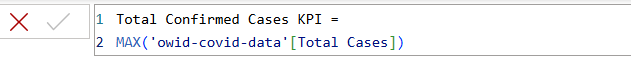 1 Total Confirmed Cases KPI =
2 MAX('owid-covid-data'[Total Cases])